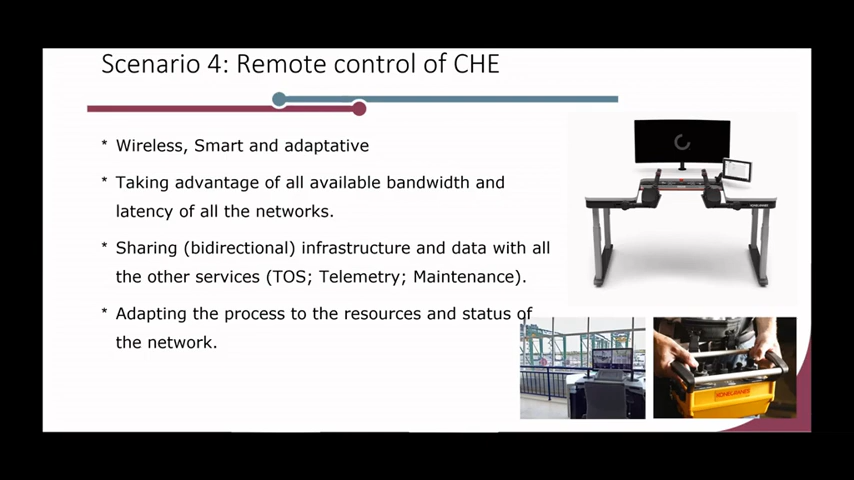 Scenario 4: Remote control of CHE
* Wireless, Smart and adaptative
* Taking advantage of all available bandwidth and
latency of all the networks.
* Sharing (bidirectional) infrastructure and data with all
the other services (TOS; Telemetry; Maintenance).
* Adapting the process to the resources and status of
the network.
KONECRANES
KONECRANES